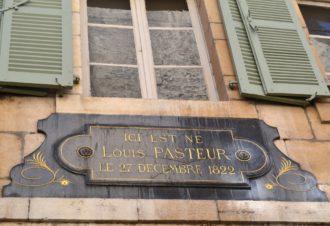 ICI EST NÉ
LOUIS PASTEUR
LE 27 DÉCEMBRE 1822